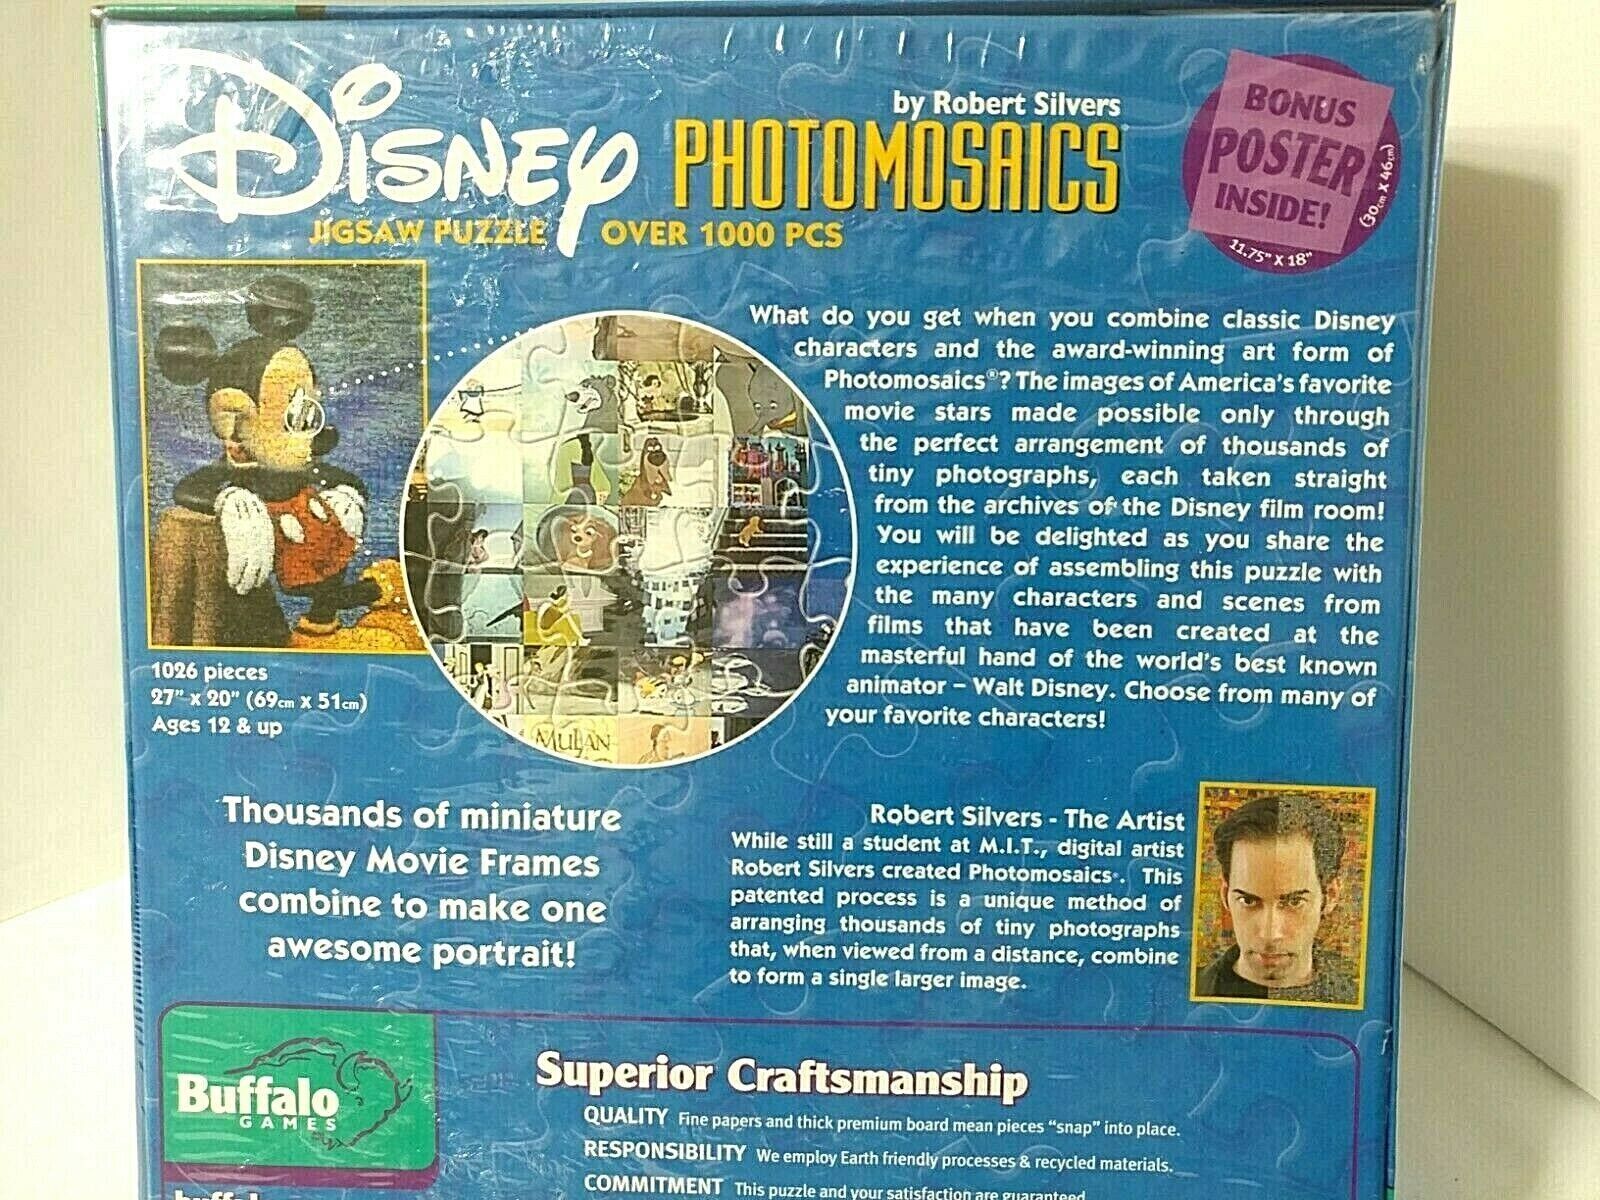 Disney
by Robert Silvers
PHOTOMOSAICS
JIGSAW PUZZLE OVER 1000 PCS
BONUS
POSTER
INSIDE!
11.75" X 18"
(30cm X 46cm)
What do you get when you combine classic Disney
characters and the award-winning art form of
Photomosaics®? The images of America's favorite
movie stars made possible only through
the perfect arrangement of thousands of
tiny photographs, each taken straight
from the archives of the Disney film room!
You will be delighted as you share the
experience of assembling this puzzle with
the many characters and scenes from
films that have been created at the
masterful hand of the world's best known
animator – Walt Disney. Choose from many of
your favorite characters!
MULAN
1026 pieces
27" x 20" (69cm x 51cm)
Ages 12 & up
Thousands of miniature
Disney Movie Frames
combine to make one
awesome portrait!
Robert Silvers - The Artist
While still a student at M.I.T., digital artist
Robert Silvers created Photomosaics®. This
patented process is a unique method of
arranging thousands of tiny photographs
that, when viewed from a distance, combine
to form a single larger image.
Buffalo
GAMES
Superior Craftsmanship
QUALITY Fine papers and thick premium board mean pieces "snap" into place.
RESPONSIBILITY We employ Earth friendly processes & recycled materials.
COMMITMENT This puzzle and your satisfaction are guaranteed